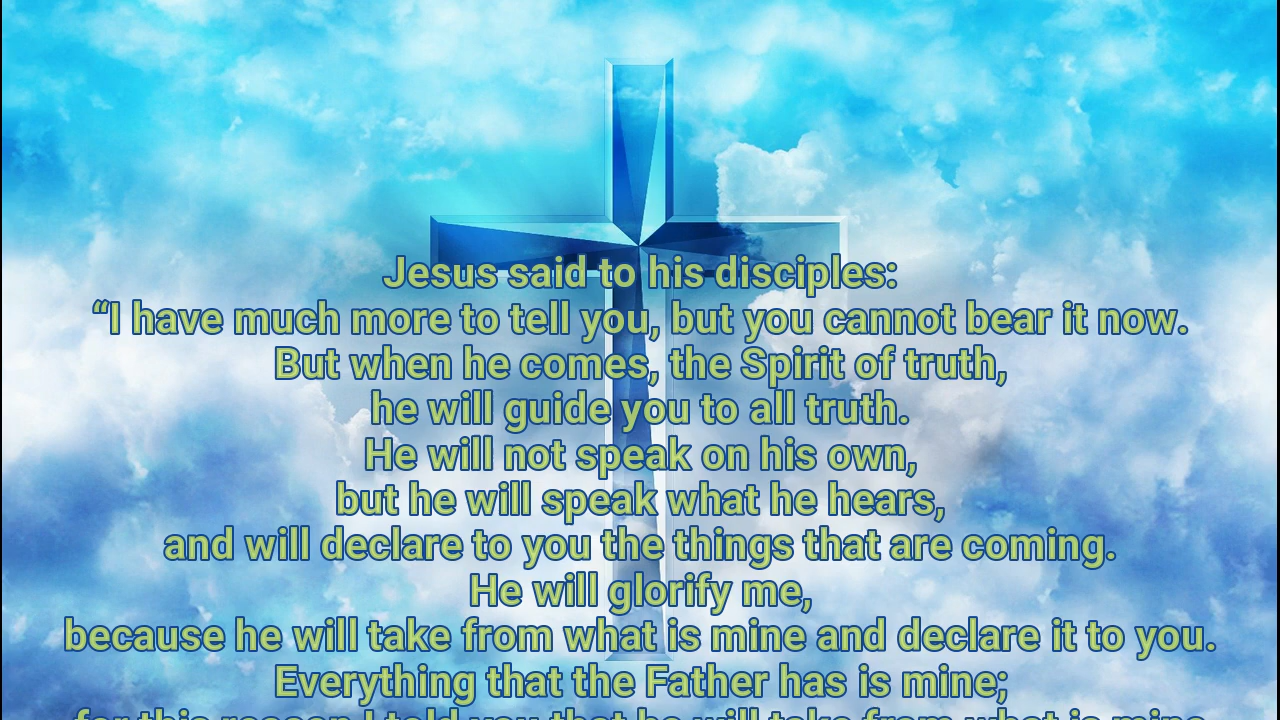 Jesus said to his disciples:
“I have much more to tell you, but you cannot bear it now.
But when he comes, the Spirit of truth,
he will guide you to all truth.
He will not speak on his own,
but he will speak what he hears,
and will declare to you the things that are coming.
He will glorify me,
because he will take from what is mine and declare it to you.
Everything that the Father has is mine;
for this reason I told you that he will take from what is mine